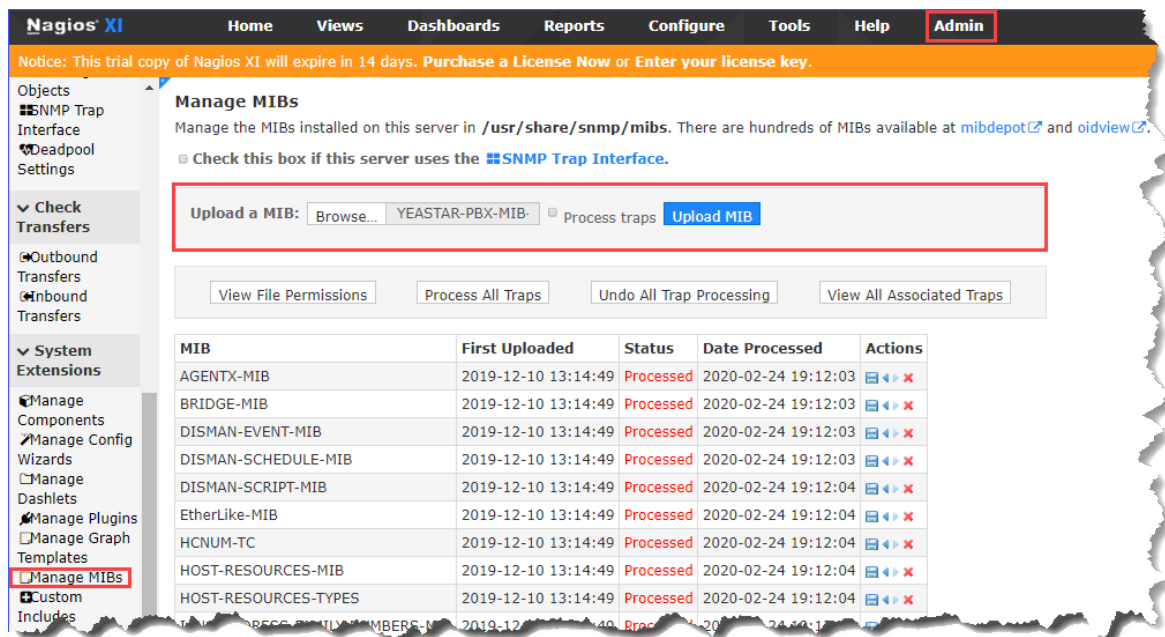 Nagios XI Home Views Dashboards Reports Configure Tools Help Admin
Notice: This trial copy of Nagios XI will expire in 14 days. Purchase a License Now or Enter your license key.
Objects
SNMP Trap
Interface
Deadpool
Settings
Check
Transfers
Outbound
Transfers
Inbound
Transfers
System
Extensions
Manage
Components
Manage Config
Wizards
Manage
Dashlets
Manage Plugins
Manage Graph
Templates
Manage MIBs
Custom
Includes
Manage MIBs
Manage the MIBs installed on this server in /usr/share/snmp/mibs. There are hundreds of MIBs available at mibdepot and oidview.
Check this box if this server uses the SNMP Trap Interface.
Upload a MIB: Browse... YEASTAR-PBX-MIB- Process traps Upload MIB
View File Permissions Process All Traps Undo All Trap Processing View All Associated Traps
MIB First Uploaded Status Date Processed Actions
AGENTX-MIB 2019-12-10 13:14:49 Processed 2020-02-24 19:12:03
BRIDGE-MIB 2019-12-10 13:14:49 Processed 2020-02-24 19:12:03
DISMAN-EVENT-MIB 2019-12-10 13:14:49 Processed 2020-02-24 19:12:03
DISMAN-SCHEDULE-MIB 2019-12-10 13:14:49 Processed 2020-02-24 19:12:03
DISMAN-SCRIPT-MIB 2019-12-10 13:14:49 Processed 2020-02-24 19:12:04
EtherLike-MIB 2019-12-10 13:14:49 Processed 2020-02-24 19:12:04
HCNUM-TC 2019-12-10 13:14:49 Processed 2020-02-24 19:12:04
HOST-RESOURCES-MIB 2019-12-10 13:14:49 Processed 2020-02-24 19:12:04
HOST-RESOURCES-TYPES 2019-12-10 13:14:49 Processed 2020-02-24 19:12:04